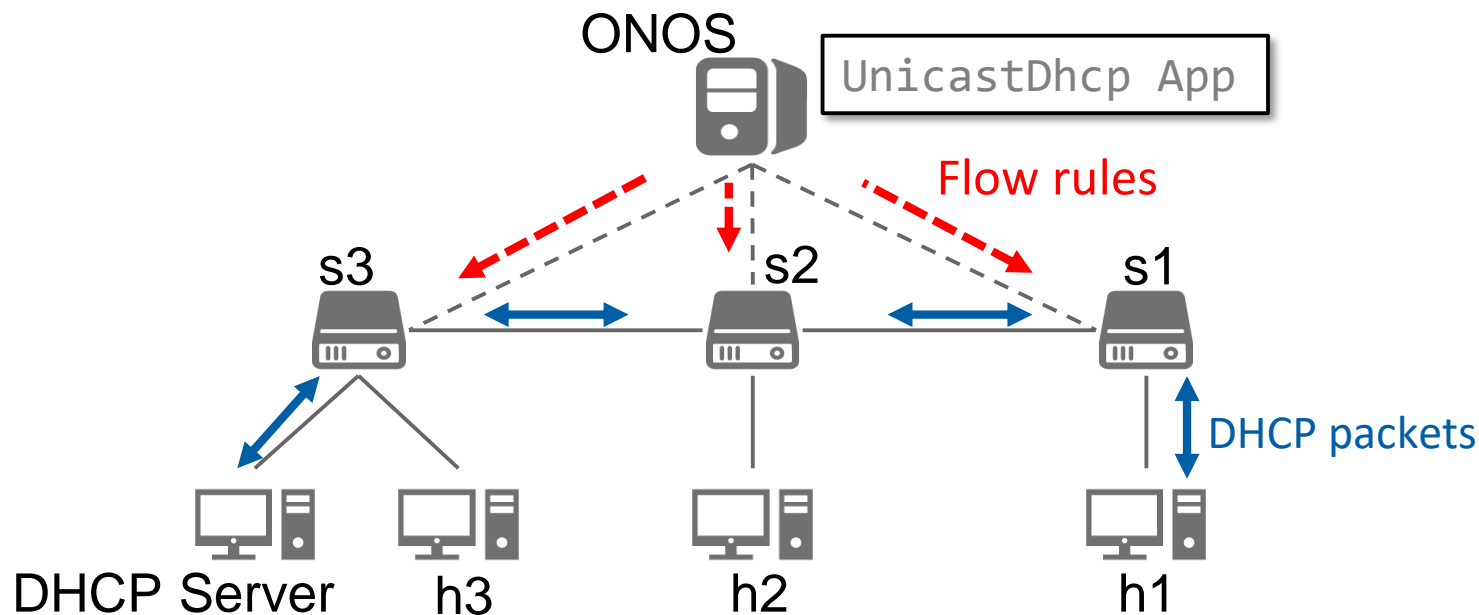 ONOS
UnicastDhcp App
Flow rules
s3
s2
s1
DHCP packets
DHCP Server
h3
h2
h1